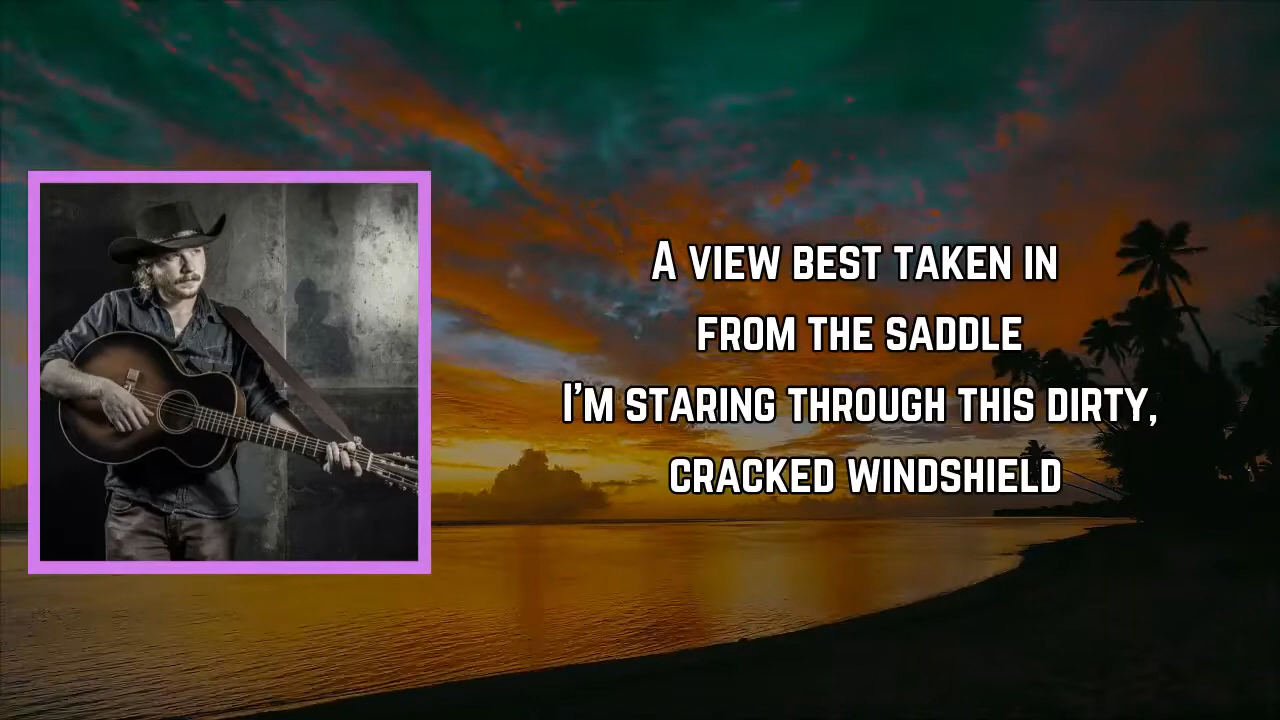 A VIEW BEST TAKEN IN
FROM THE SADDLE
I'M STARING THROUGH THIS DIRTY,
CRACKED WINDSHIELD